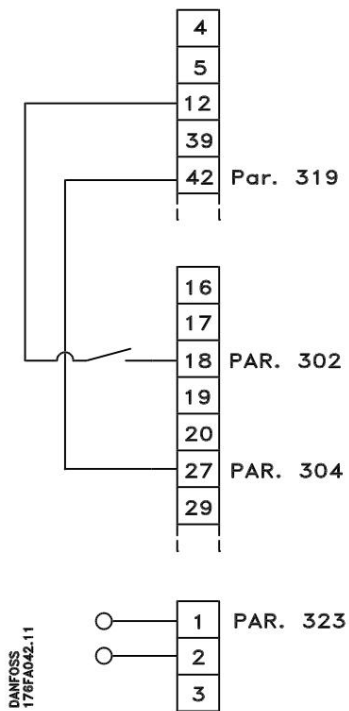 4
5
12
39
42 Par. 319
16
17
18 PAR. 302
19
20
27 PAR. 304
29
1 PAR. 323
2
3
DANFOSS
176FA042.11